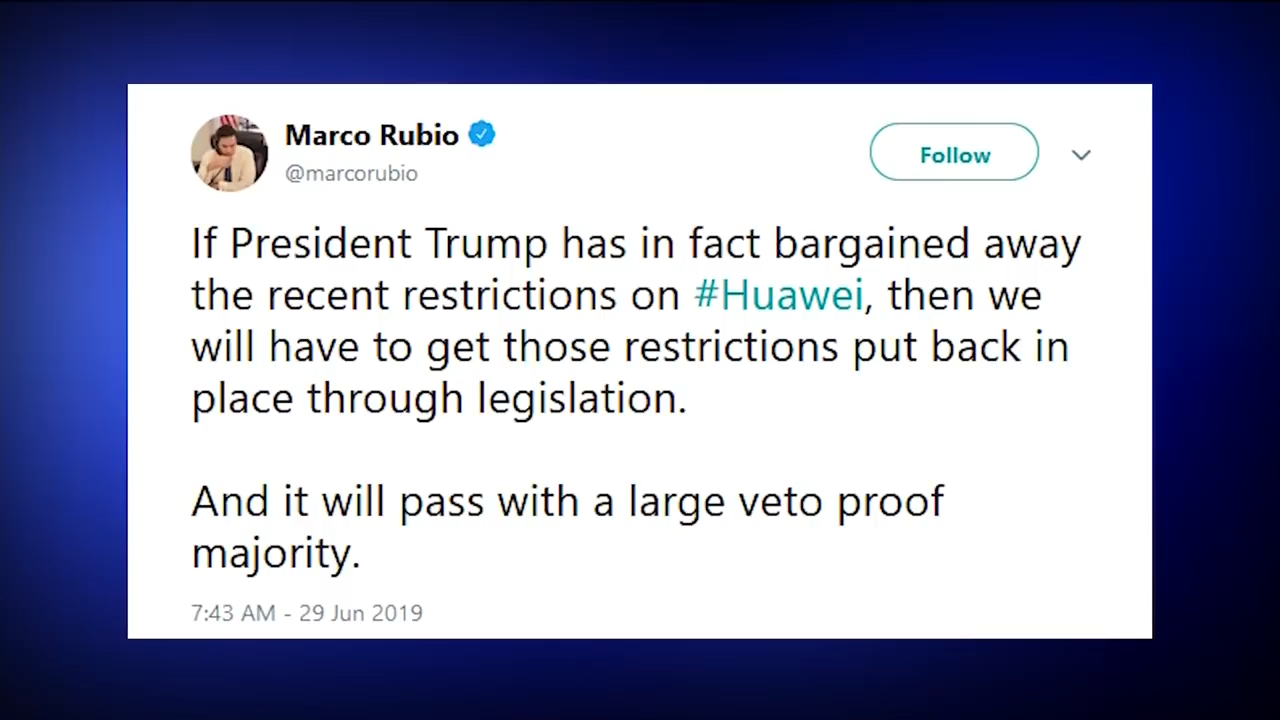 Marco Rubio
@marcorubio
Follow
If President Trump has in fact bargained away
the recent restrictions on #Huawei, then we
will have to get those restrictions put back in
place through legislation.
And it will pass with a large veto proof
majority.
7:43 AM - 29 Jun 2019